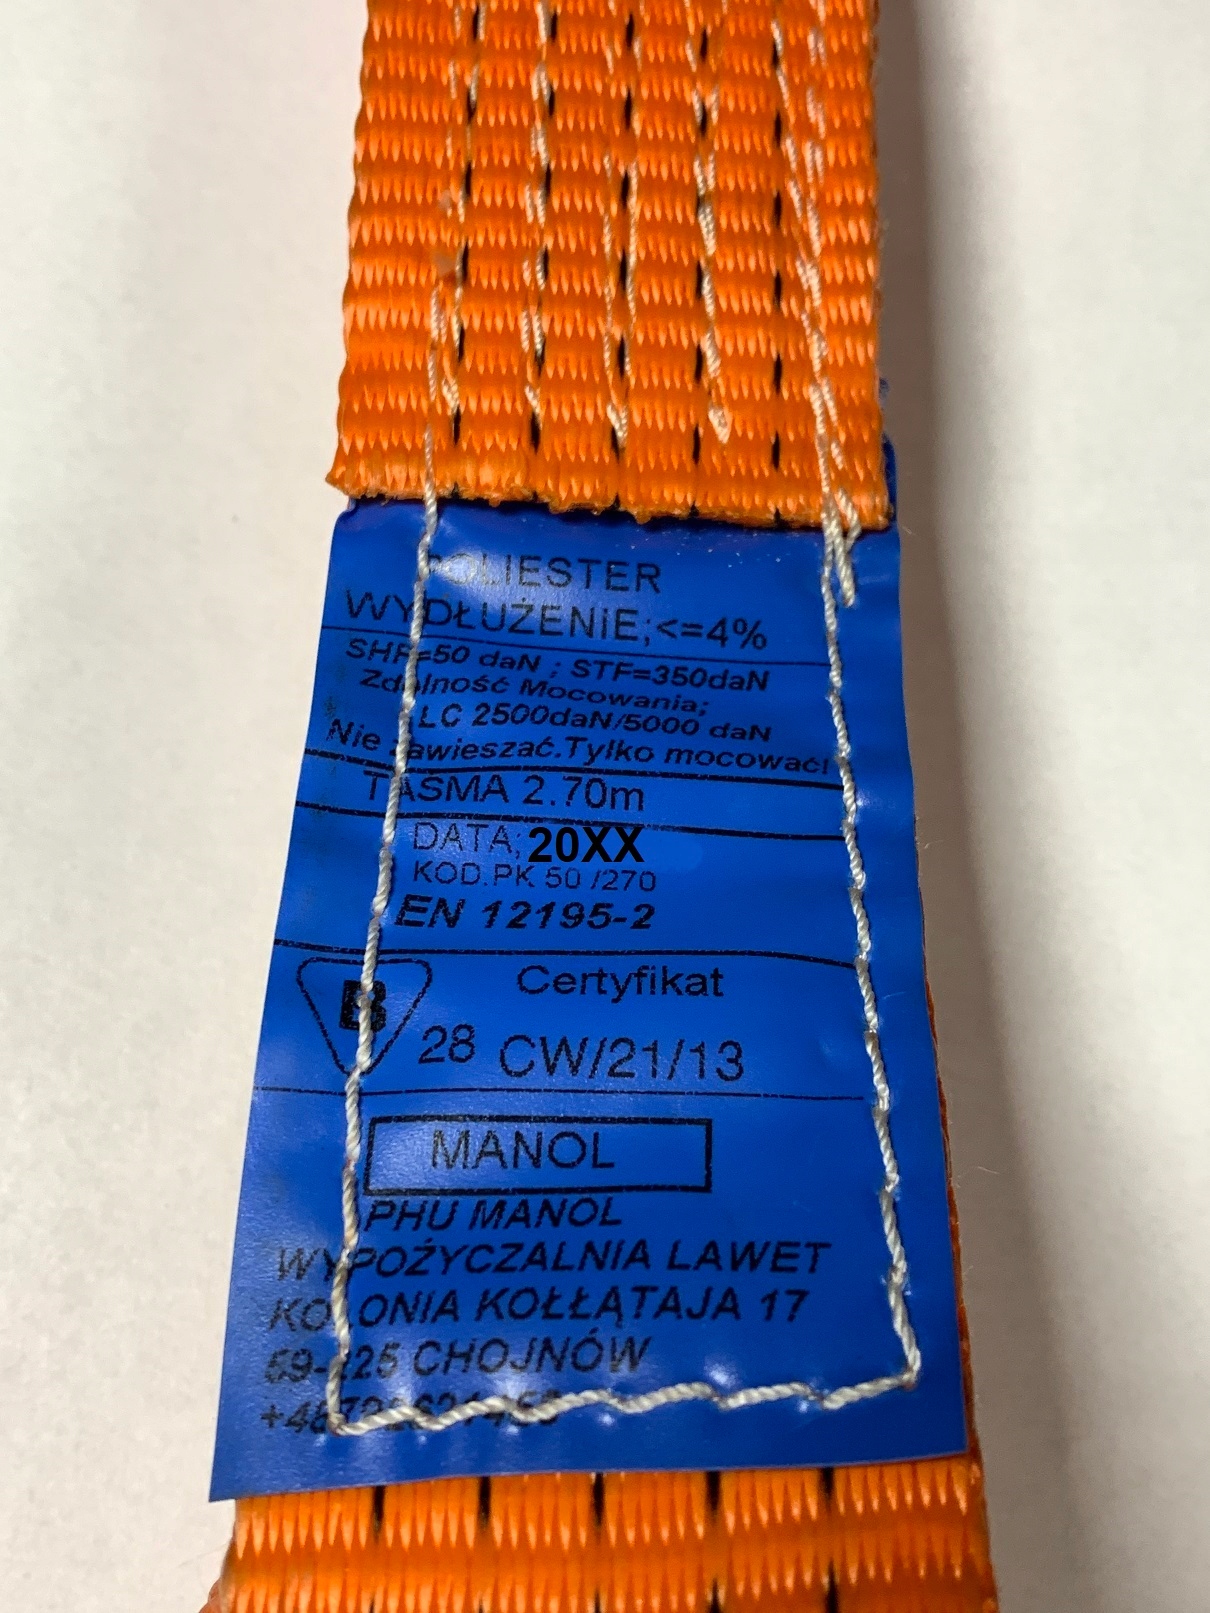 POLIESTER
WYDŁUŻENIE;<=4%
SHF=50 daN ; STF=350daN
Zdolność Mocowania;
LC 2500daN/5000 daN
Nie zawieszać.Tylko mocować!
TASMA 2.70m
DATA; 20XX
KOD.PK 50 /270
EN 12195-2
B
Certyfikat
28 CW/21/13
MANOL
PHU MANOL
WYPOŻYCZALNIA LAWET
KOLONIA KOŁŁĄTAJA 17
59-225 CHOJNÓW